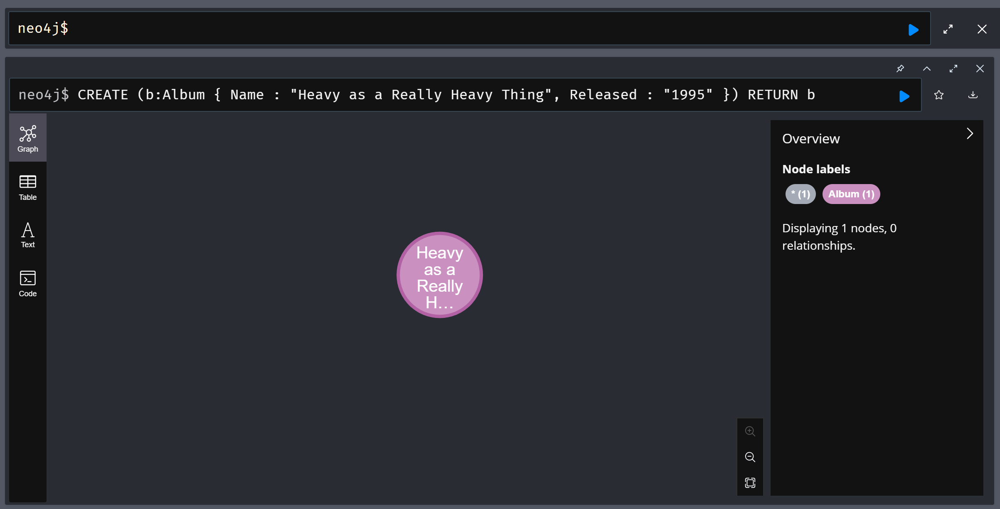 neo4j$
neo4j$ CREATE (b:Album { Name : "Heavy as a Really Heavy Thing", Released : "1995" }) RETURN b
Graph
Table
Text
Code
Heavy
as a
Really
H...
Overview
Node labels
* (1) Album (1)
Displaying 1 nodes, 0
relationships.